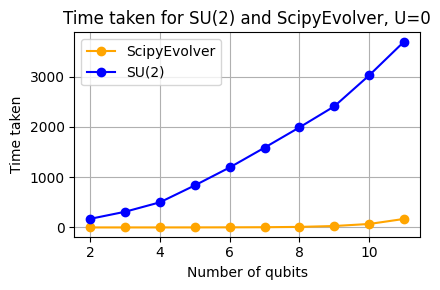 Time taken for SU(2) and ScipyEvolver, U=0
ScipyEvolver
SU(2)
Time taken
3000
2000
1000
0
2 4 6 8 10
Number of qubits